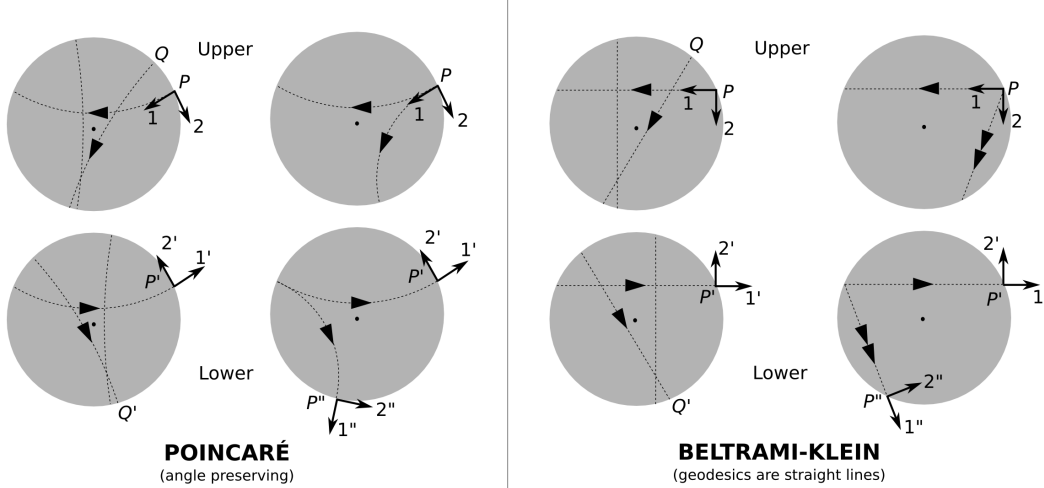 Q
Upper
P
1
2
P
1
2
2'
1'
P'
Lower
Q'
2'
1'
P'
P"
2"
1"
POINCARÉ
(angle preserving)
Q
Upper
P
1
2
P
1
2
2'
P'
1'
Lower
Q'
2'
P'
1
P"
2"
1"
BELTRAMI-KLEIN
(geodesics are straight lines)